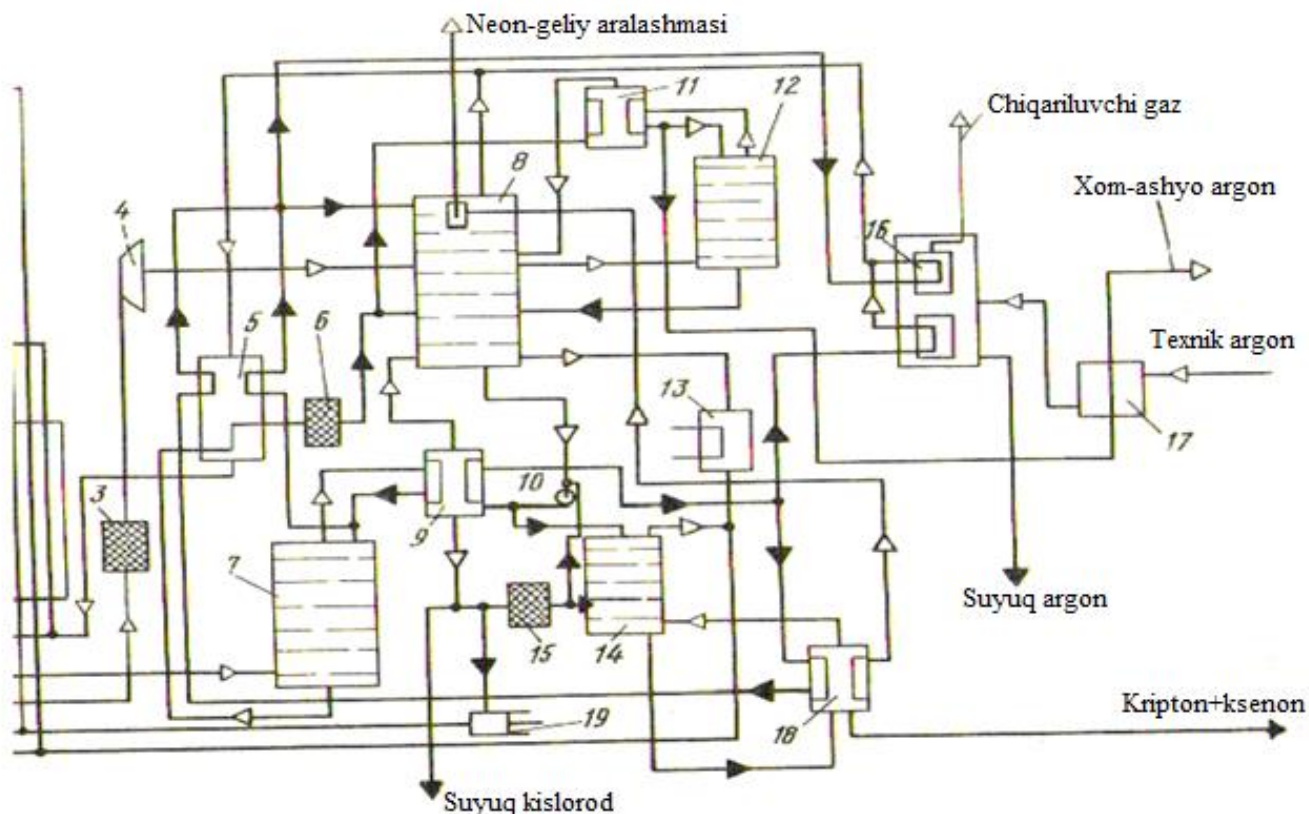 Neon-geliy aralashmasi
11
12
Chiqariluvchi gaz
8
Xom-ashyo argon
4
16
5
6
Texnik argon
13
17
3
10
9
7
Suyuq argon
15
14
Kripton+ksenon
18
19
Suyuq kislorod